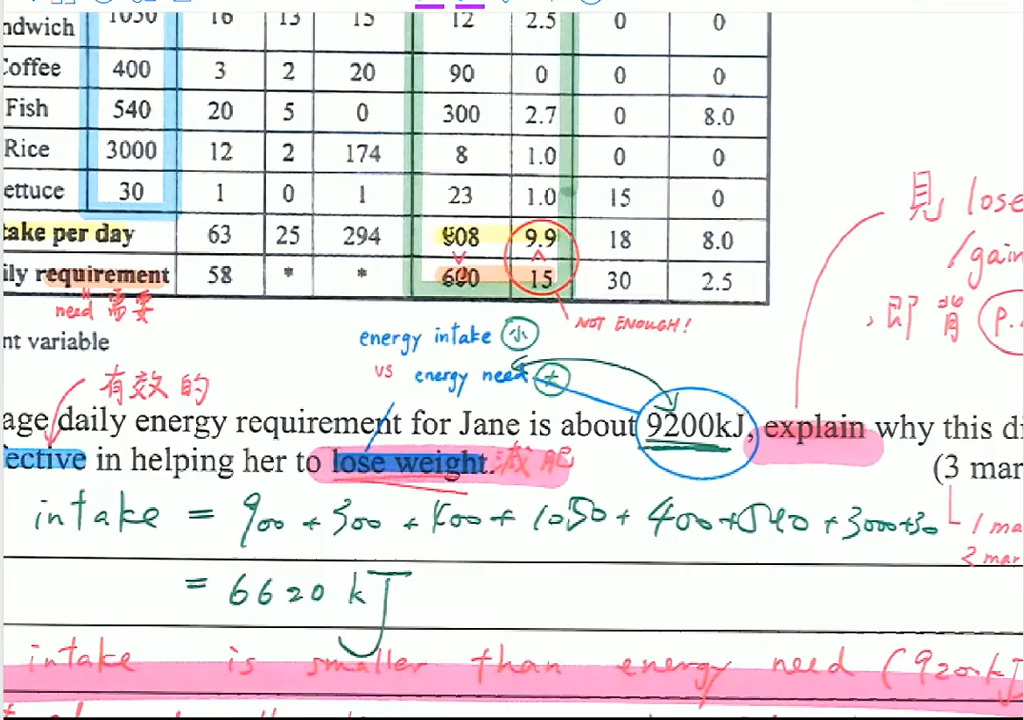 ndwich 1050 16 13 15 12 2.5 0 0
Coffee 400 3 2 20 90 0 0 0
Fish 540 20 5 0 300 2.7 0 8.0
Rice 3000 12 2 174 8 1.0 0 0
ettuce 30 1 0 1 23 1.0 15 0
take per day 63 25 294 908 9.9 18 8.0
ily requirement 58 * * 600 15 30 2.5
need 需要
NOT ENOUGH!
見 lose
/gain
, 即 背 P.
nt variable
energy intake 小
vs energy need 大
有效的
age daily energy requirement for Jane is about 9200kJ, explain why this di
fective in helping her to lose weight. 減肥 (3 mar
intake = 900 + 300 + 400 + 1050 + 400 + 540 + 3000 + 30
1 ma
2 mar
= 6620 kJ
intake is smaller than energy need (9200kJ